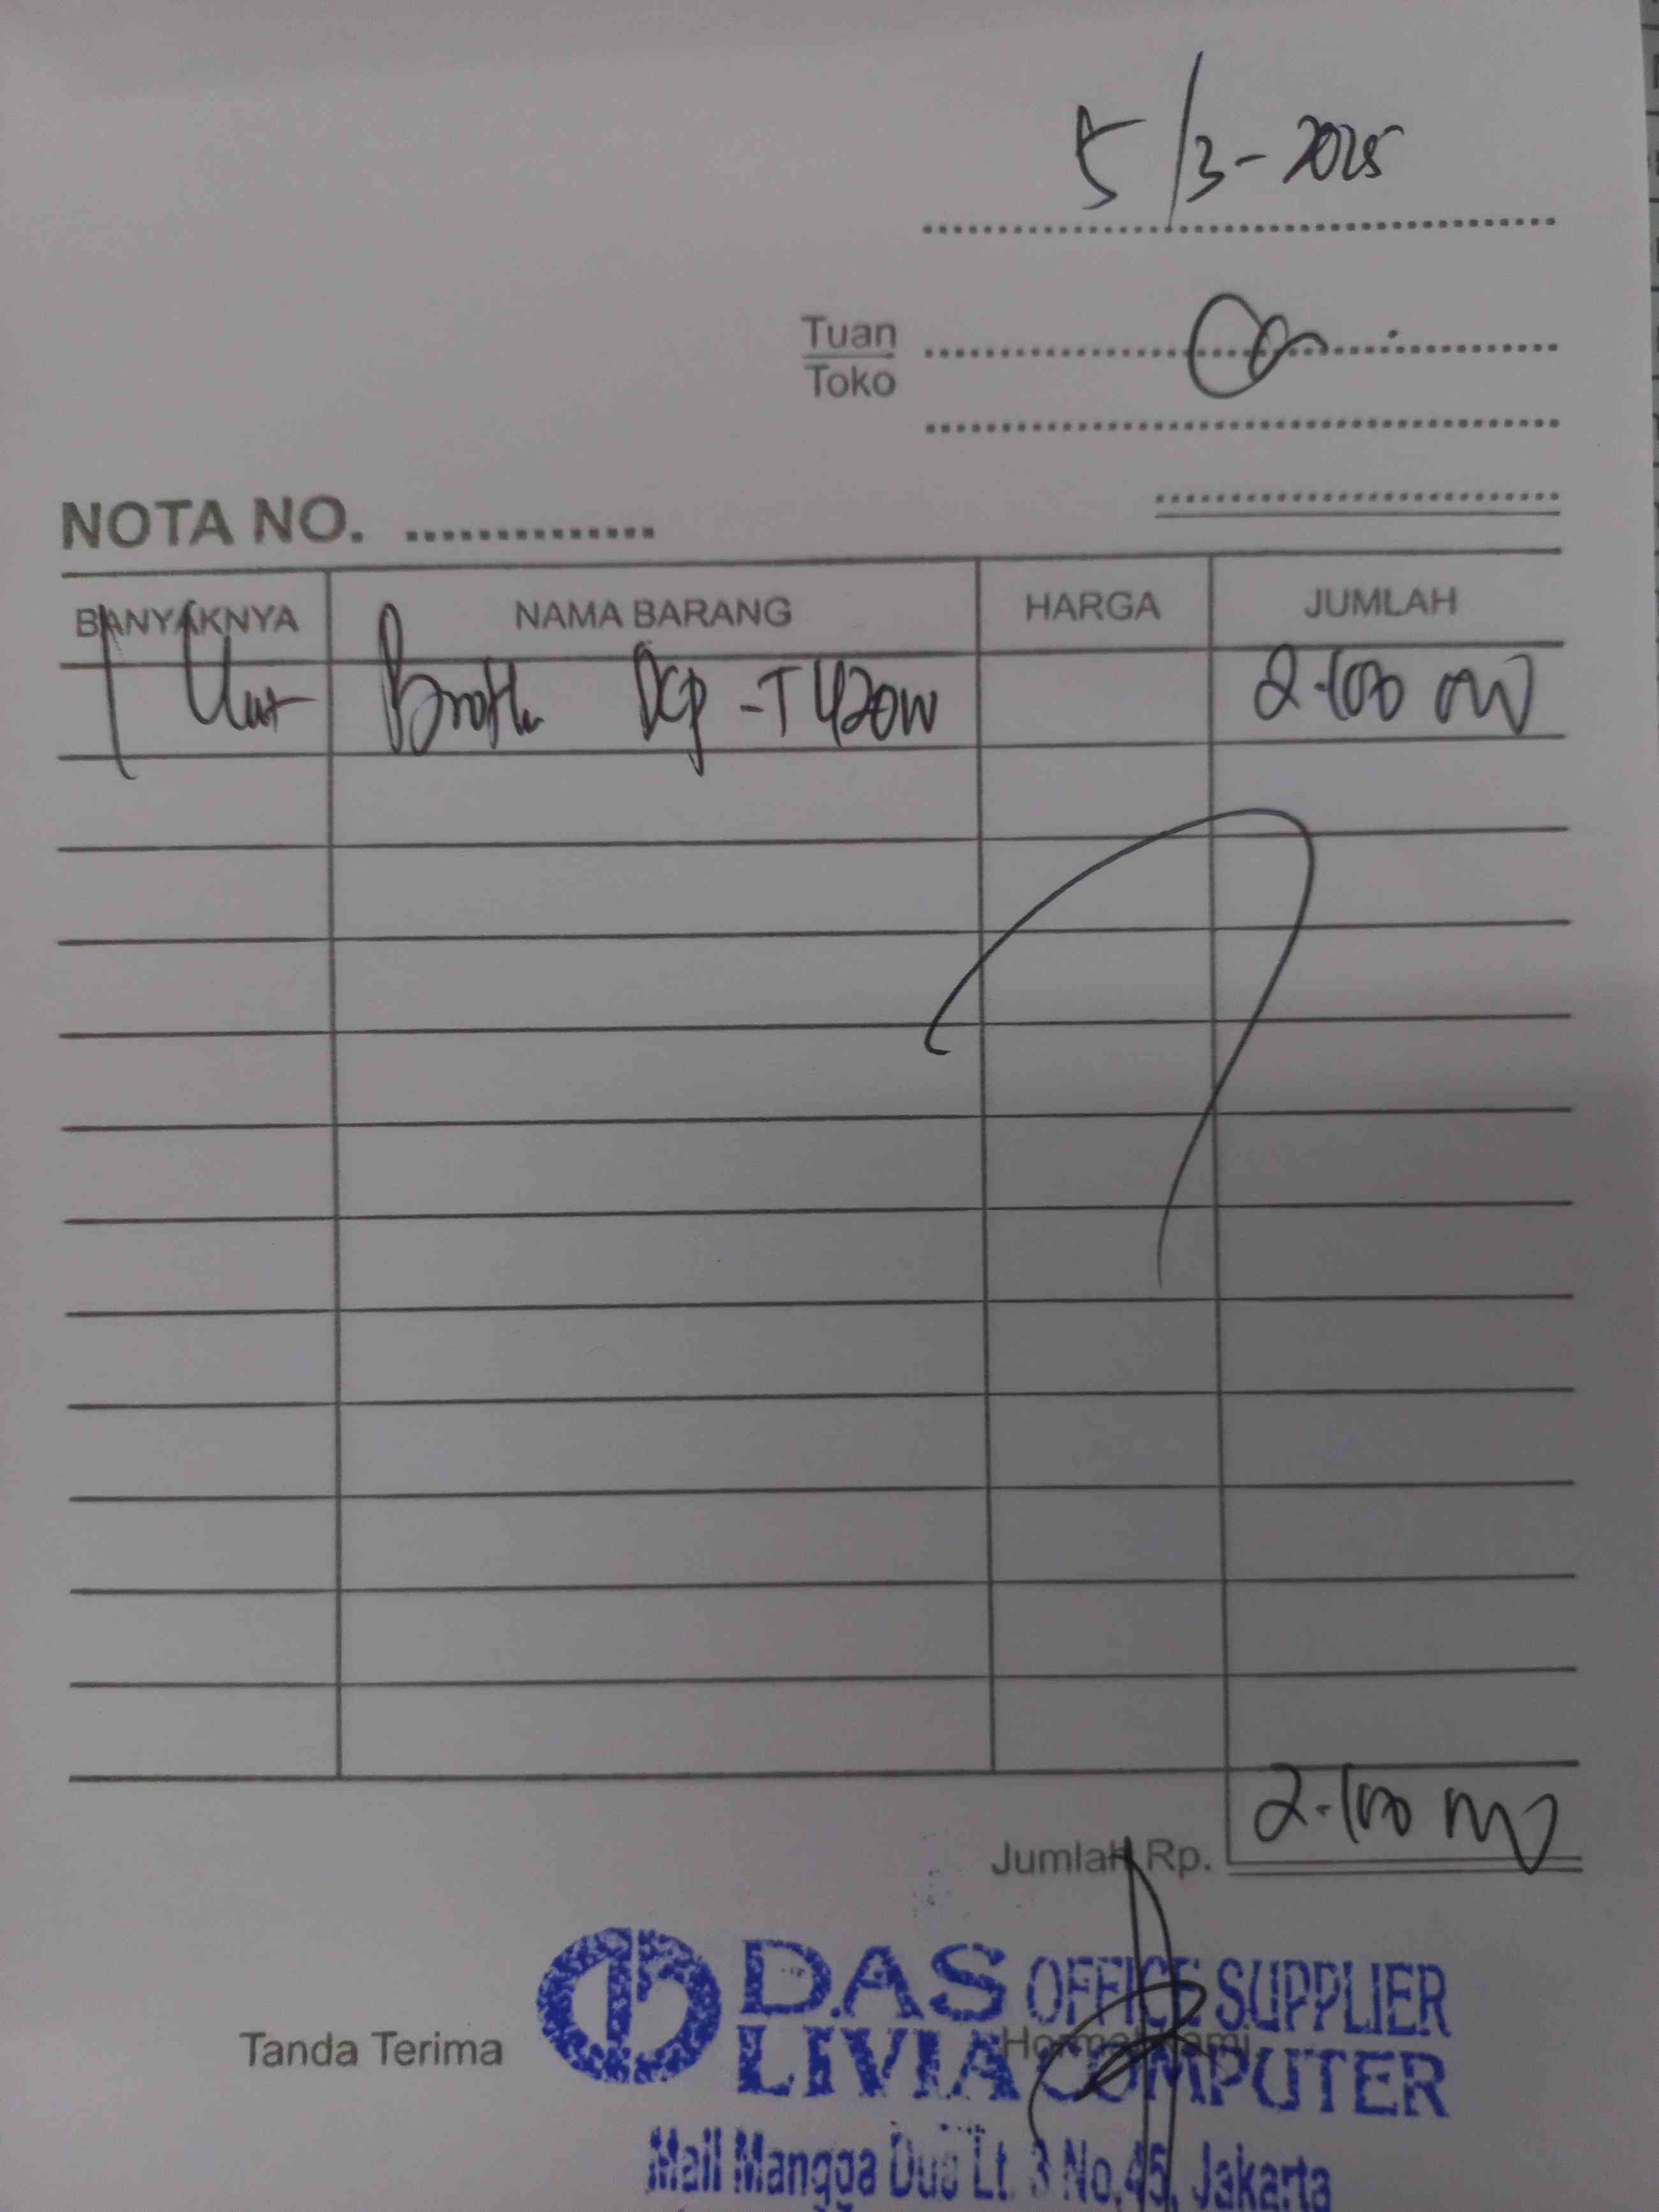 5/3-2025
Tuan
Toko
NOTA NO. ..............
BANYAKNYA NAMA BARANG HARGA JUMLAH
1 Unit Brother DCP-T420W 2.100 000
Jumlah Rp. 2.100 000
Tanda Terima Hormat kami
DAS OFFICE SUPPLIER
LIVIA COMPUTER
Mall Mangga Dua Lt. 3 No.45, Jakarta